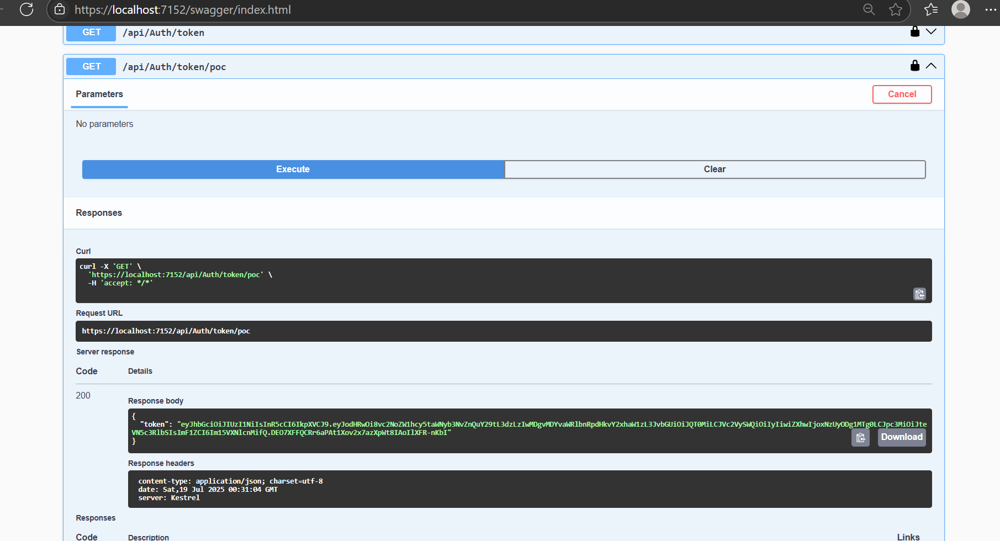 https://localhost:7152/swagger/index.html
GET /api/Auth/token
GET /api/Auth/token/poc
Parameters
Cancel
No parameters
Execute
Clear
Responses
Curl
curl -X 'GET' \
'https://localhost:7152/api/Auth/token/poc' \
-H 'accept: */*'
Request URL
https://localhost:7152/api/Auth/token/poc
Server response
Code Details
200
Response body
{
"token": "eyJhbGciOiJIUzI1NiIsInR5cCI6IkpXVCJ9.eyJodHRwOi8vc2NoZW1hcy5taWNyb3NvZnQuY29tL3dzLzIwMDgvMDYvaWRlbnRpdHkvY2xhaW1zL3JvbGUiOiJQT0MiLCJVc2VySWQiOiIyIiwiZXhwIjoxNzUyODg1MTg0LCJpc3MiOiJte
VN5c3RlbSIsImF1ZCI6Im15VXNlcnMifQ.DEO7XFFQCRr6aPAt1Xov2x7azXpWt8IAoIlXFR-nKbI"
}
Download
Response headers
content-type: application/json; charset=utf-8
date: Sat,19 Jul 2025 00:31:04 GMT
server: Kestrel
Responses
Code Description Links